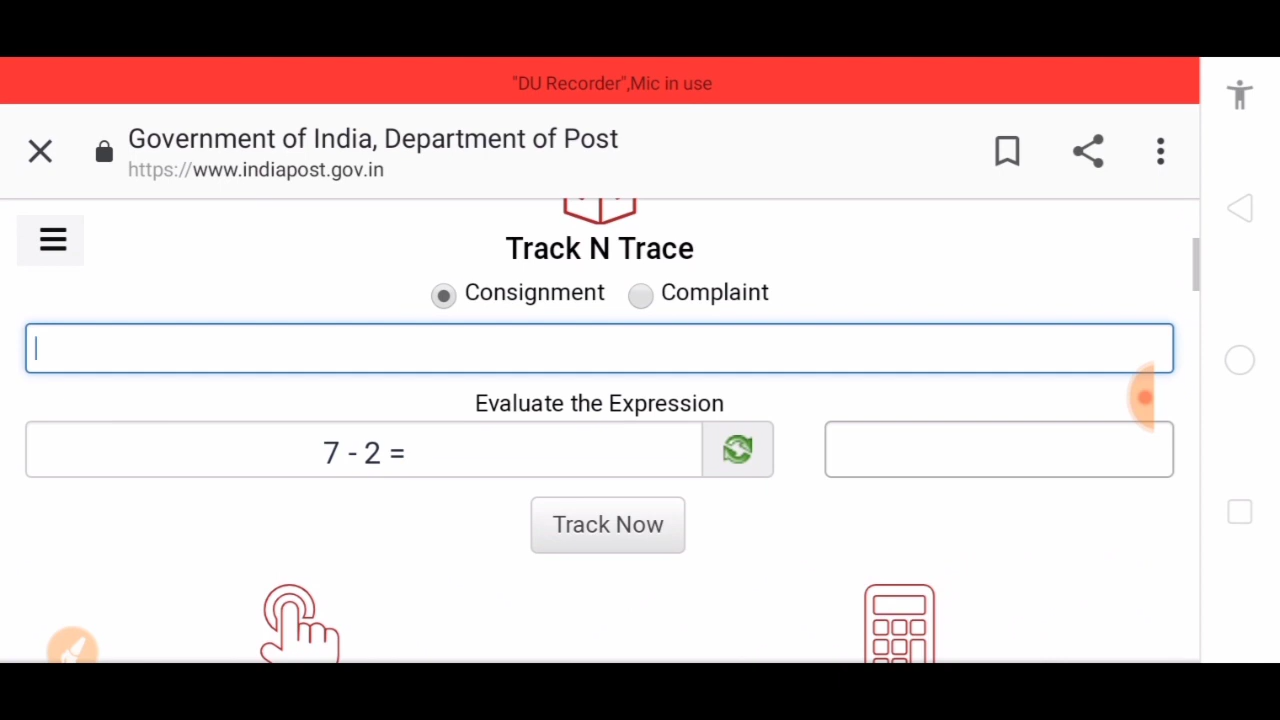 "DU Recorder",Mic in use
Government of India, Department of Post
https://www.indiapost.gov.in
Track N Trace
Consignment Complaint
Evaluate the Expression
7 - 2 =
Track Now